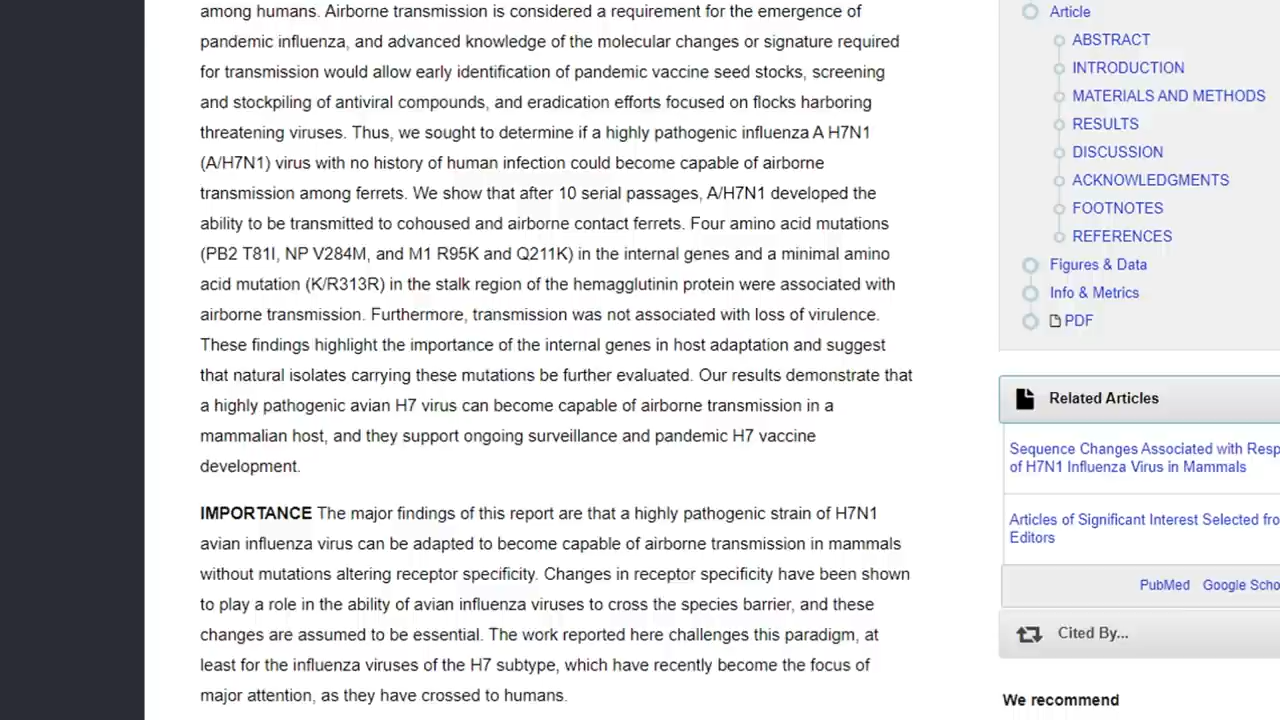 among humans. Airborne transmission is considered a requirement for the emergence of
pandemic influenza, and advanced knowledge of the molecular changes or signature required
for transmission would allow early identification of pandemic vaccine seed stocks, screening
and stockpiling of antiviral compounds, and eradication efforts focused on flocks harboring
threatening viruses. Thus, we sought to determine if a highly pathogenic influenza A H7N1
(A/H7N1) virus with no history of human infection could become capable of airborne
transmission among ferrets. We show that after 10 serial passages, A/H7N1 developed the
ability to be transmitted to cohoused and airborne contact ferrets. Four amino acid mutations
(PB2 T81I, NP V284M, and M1 R95K and Q211K) in the internal genes and a minimal amino
acid mutation (K/R313R) in the stalk region of the hemagglutinin protein were associated with
airborne transmission. Furthermore, transmission was not associated with loss of virulence.
These findings highlight the importance of the internal genes in host adaptation and suggest
that natural isolates carrying these mutations be further evaluated. Our results demonstrate that
a highly pathogenic avian H7 virus can become capable of airborne transmission in a
mammalian host, and they support ongoing surveillance and pandemic H7 vaccine
development.
IMPORTANCE The major findings of this report are that a highly pathogenic strain of H7N1
avian influenza virus can be adapted to become capable of airborne transmission in mammals
without mutations altering receptor specificity. Changes in receptor specificity have been shown
to play a role in the ability of avian influenza viruses to cross the species barrier, and these
changes are assumed to be essential. The work reported here challenges this paradigm, at
least for the influenza viruses of the H7 subtype, which have recently become the focus of
major attention, as they have crossed to humans.
Article
ABSTRACT
INTRODUCTION
MATERIALS AND METHODS
RESULTS
DISCUSSION
ACKNOWLEDGMENTS
FOOTNOTES
REFERENCES
Figures & Data
Info & Metrics
PDF
Related Articles
Sequence Changes Associated with Resp
of H7N1 Influenza Virus in Mammals
Articles of Significant Interest Selected fro
Editors
PubMed Google Scho
Cited By...
We recommend